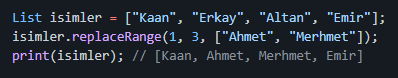 List isimler = ["Kaan", "Erkay", "Altan", "Emir"];
isimler.replaceRange(1, 3, ["Ahmet", "Merhmet"]);
print(isimler); // [Kaan, Ahmet, Merhmet, Emir]